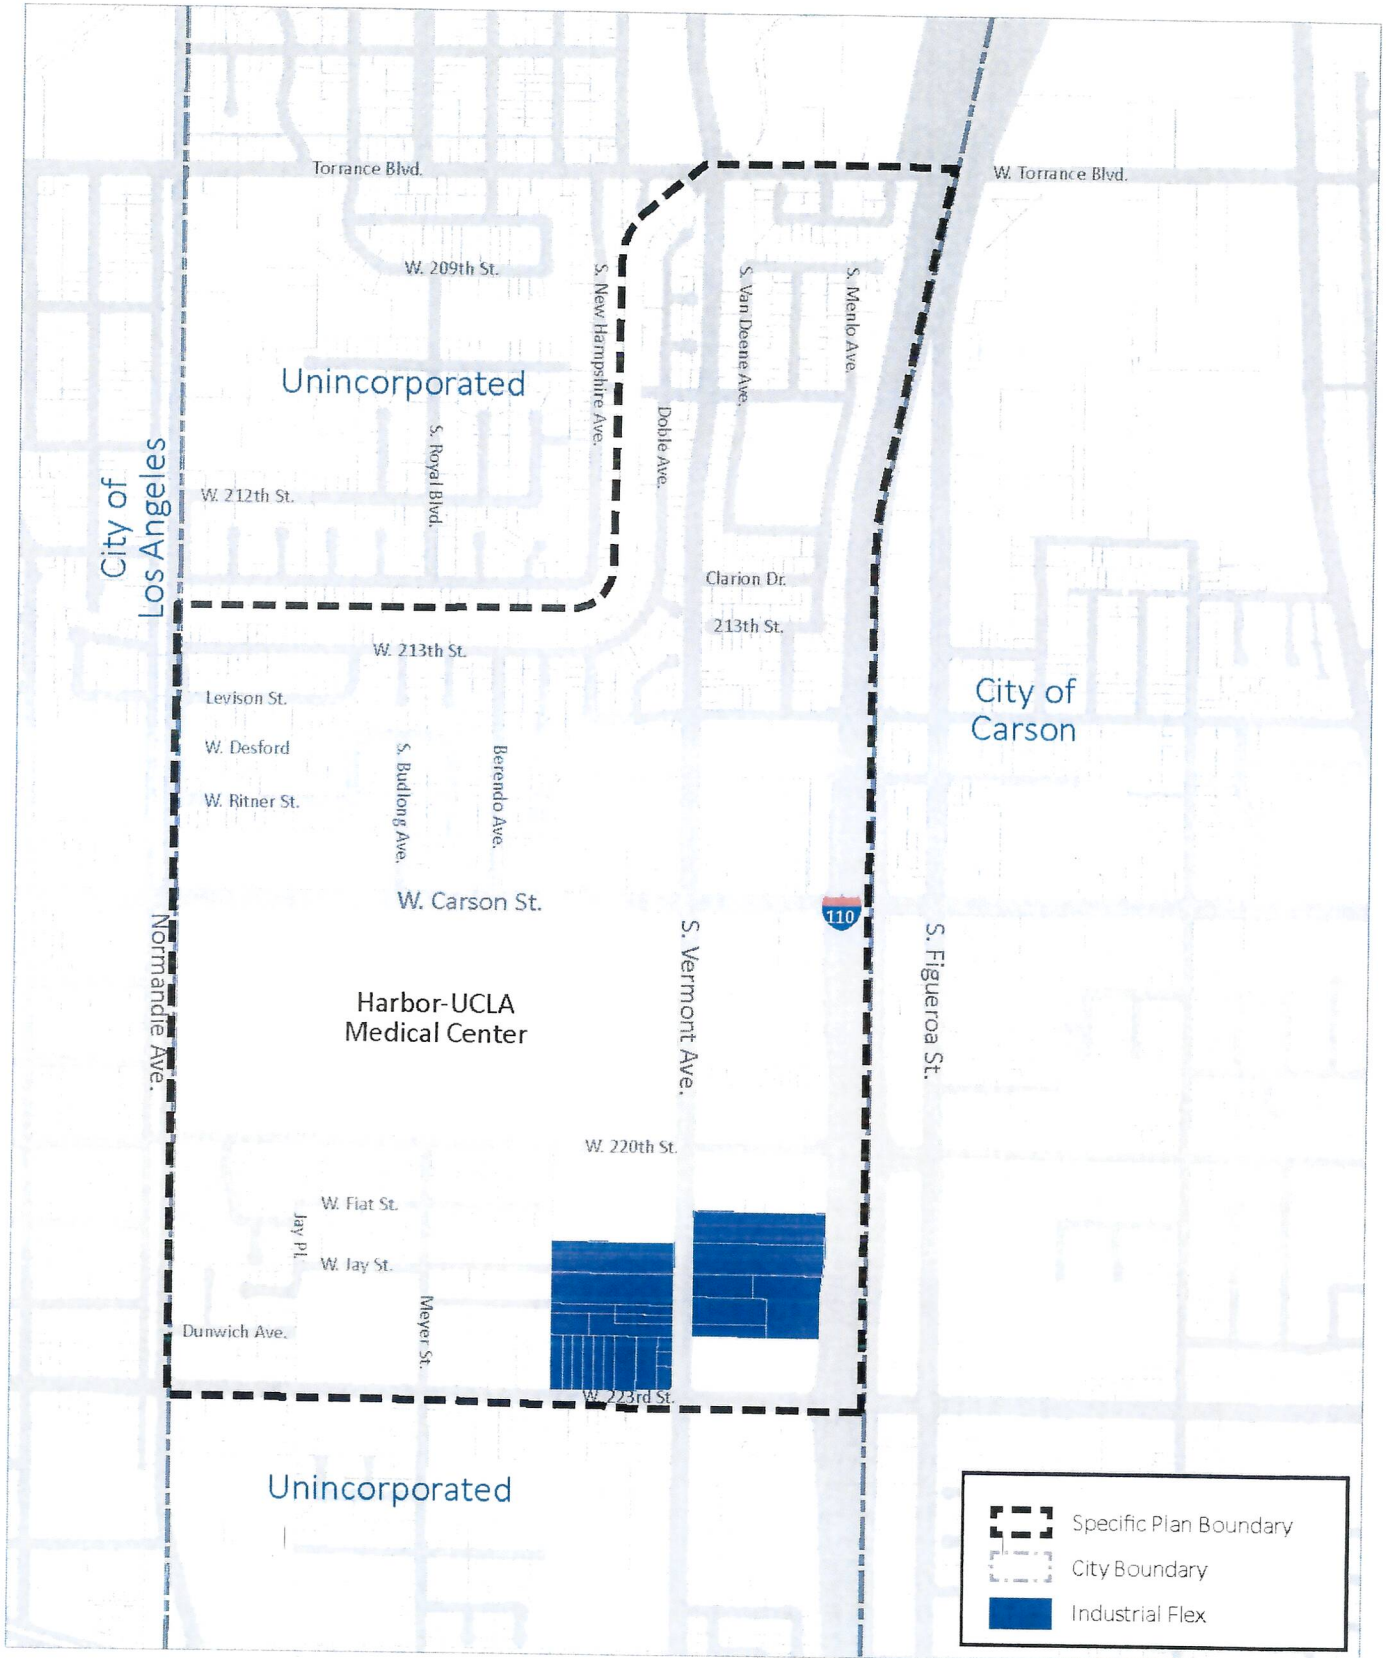 Torrance Blvd.
W. Torrance Blvd.
W. 209th St.
S. New Hampshire Ave.
S. Van Deene Ave.
S. Menlo Ave.
Unincorporated
Doble Ave.
S. Royal Blvd.
City of
Los Angeles
W. 212th St.
Clarion Dr.
213th St.
W. 213th St.
Levison St.
City of
Carson
W. Desford
S. Budlong Ave.
Berendo Ave.
W. Ritner St.
W. Carson St.
110
Normandie Ave.
S. Vermont Ave.
S. Figueroa St.
Harbor-UCLA
Medical Center
W. 220th St.
W. Fiat St.
Jay Pl.
W. Jay St.
Meyer St.
Dunwich Ave.
W. 223rd St.
Unincorporated
Specific Plan Boundary
City Boundary
Industrial Flex